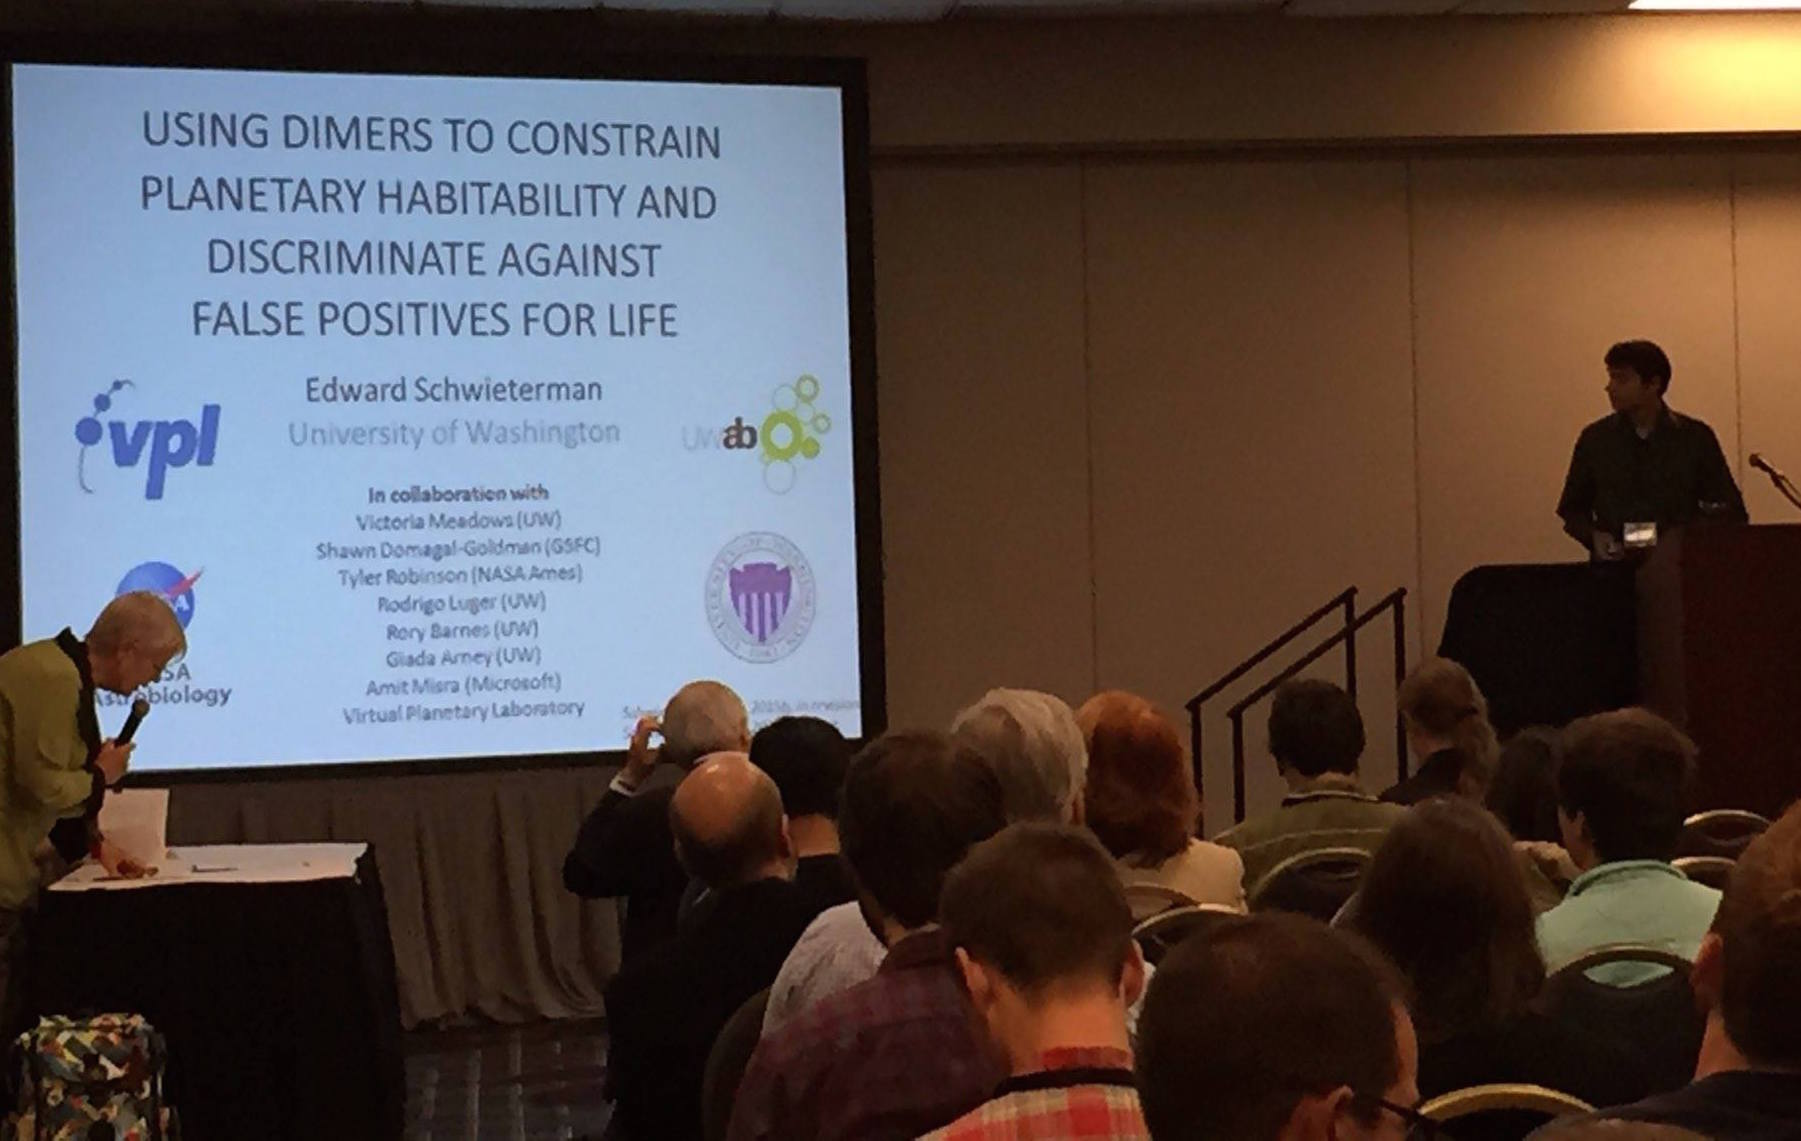 USING DIMERS TO CONSTRAIN
PLANETARY HABITABILITY AND
DISCRIMINATE AGAINST
FALSE POSITIVES FOR LIFE
Edward Schwieterman
University of Washington
vpl
UWab
In collaboration with
Victoria Meadows (UW)
Shawn Domagal-Goldman (GSFC)
Tyler Robinson (NASA Ames)
Rodrigo Luger (UW)
Rory Barnes (UW)
Giada Arney (UW)
Amit Misra (Microsoft)
Virtual Planetary Laboratory